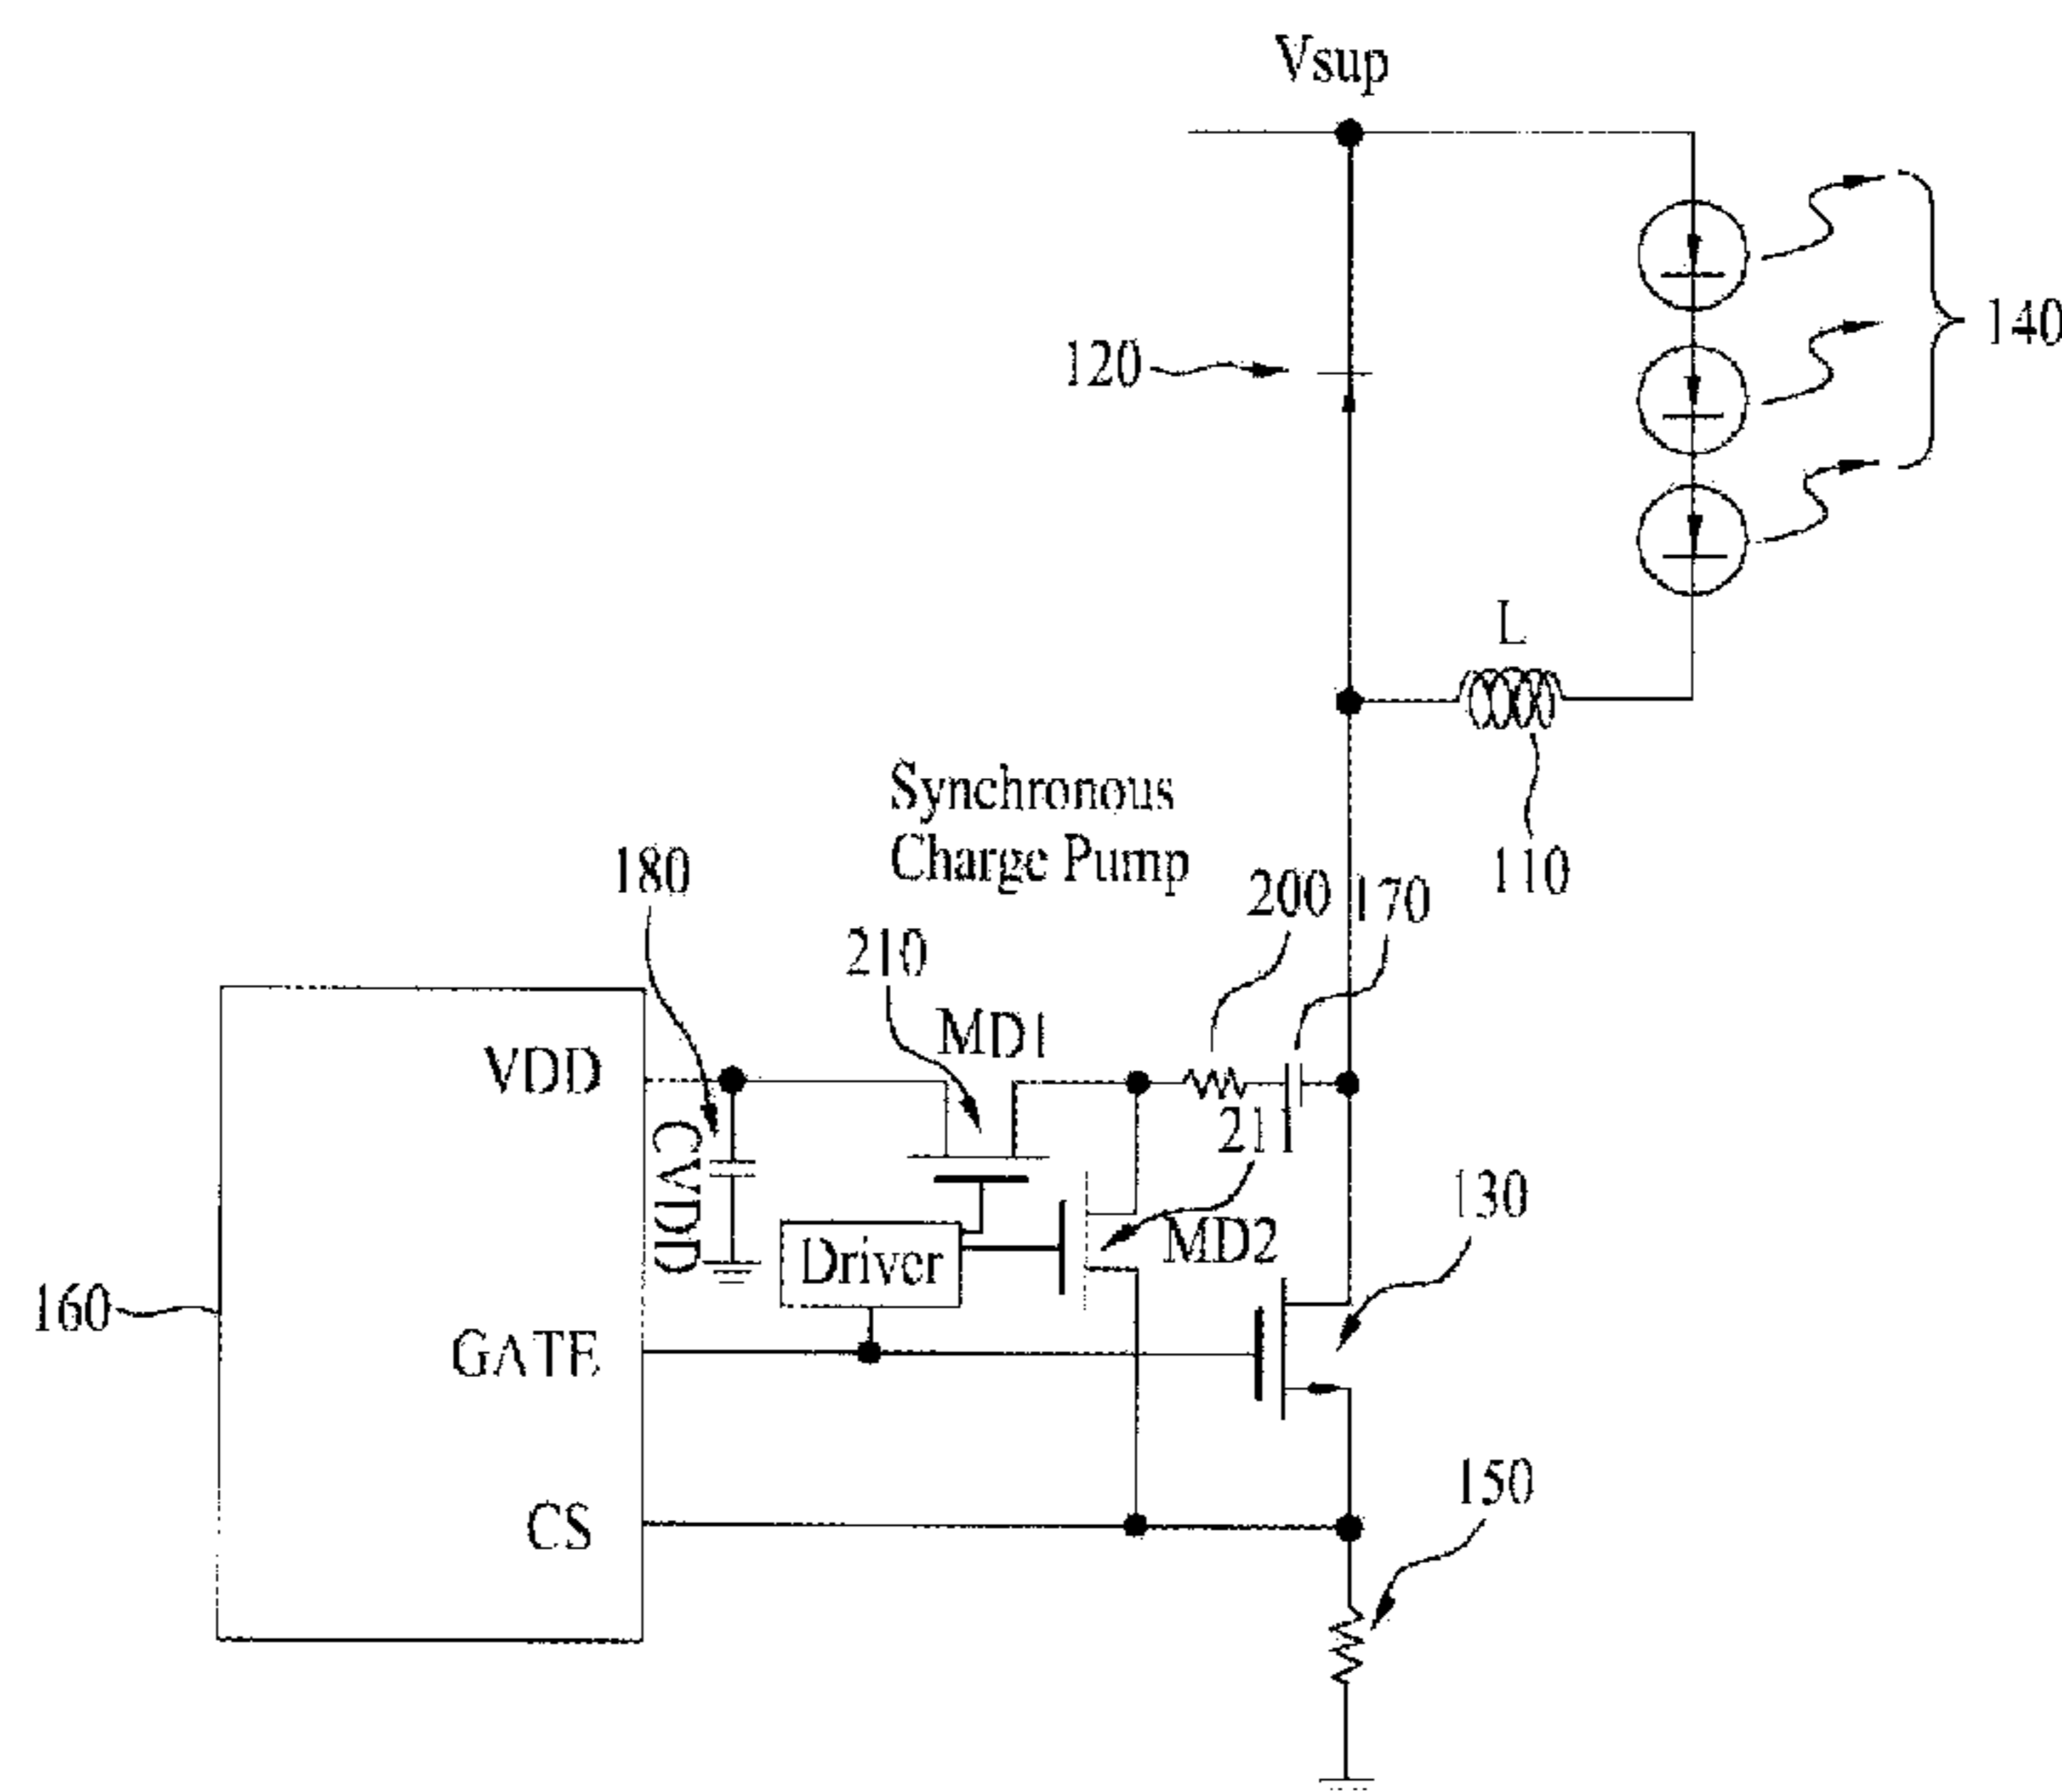 Vsup
120
140
L
110
Synchronous
Charge Pump
180
200
170
210
MD1
VDD
CVDD
211
MD2
130
Driver
160
GATE
CS
150